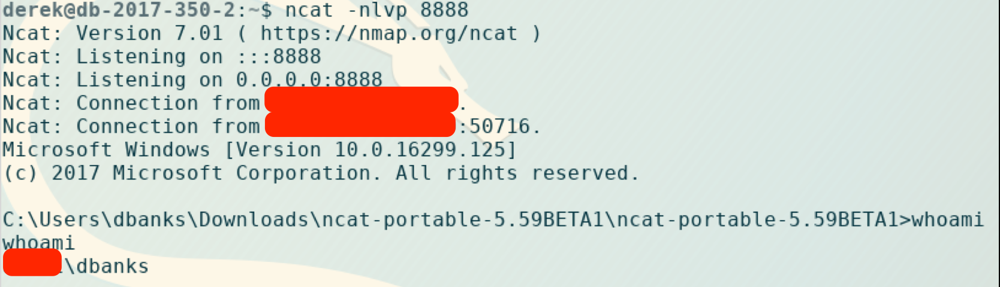 derek@db-2017-350-2:~$ ncat -nlvp 8888
Ncat: Version 7.01 ( https://nmap.org/ncat )
Ncat: Listening on :::8888
Ncat: Listening on 0.0.0.0:8888
Ncat: Connection from .
Ncat: Connection from :50716.
Microsoft Windows [Version 10.0.16299.125]
(c) 2017 Microsoft Corporation. All rights reserved.
C:\Users\dbanks\Downloads\ncat-portable-5.59BETA1\ncat-portable-5.59BETA1>whoami
whoami
\dbanks